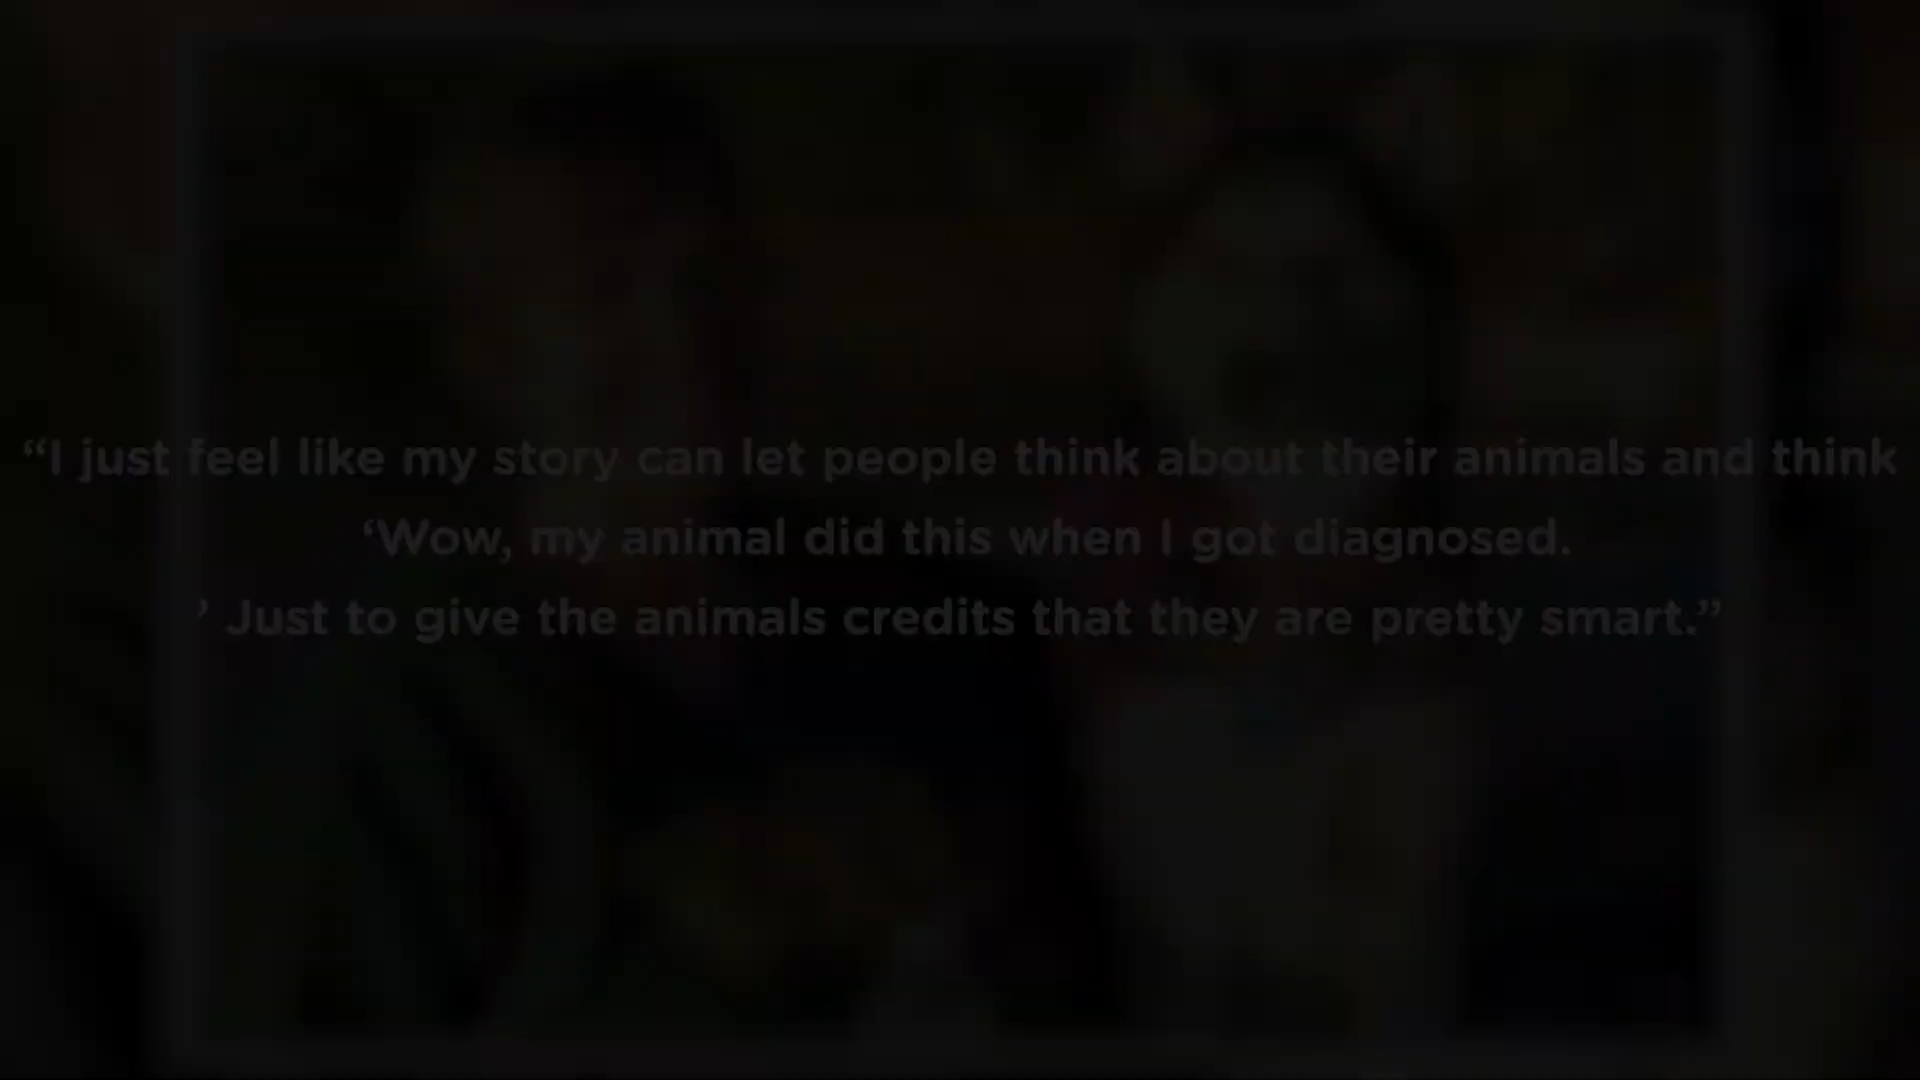 “I just feel like my story can let people think about their animals and think
‘Wow, my animal did this when I got diagnosed.
’ Just to give the animals credits that they are pretty smart.”